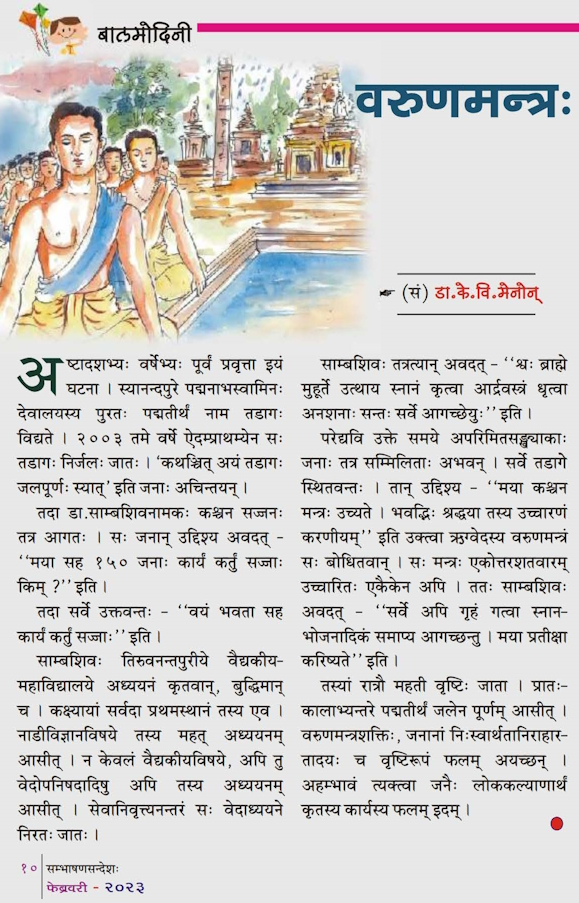 बालमोदिनी
वरुणमन्त्रः
☛ (सं) डा.के.वि.मेनोन्
अष्टादशभ्यः वर्षेभ्यः पूर्वं प्रवृत्ता इयं
घटना । स्यानन्दपुरे पद्मनाभस्वामिनः
देवालयस्य पुरतः पद्मतीर्थं नाम तडागः
विद्यते । २००३ तमे वर्षे ऐदम्प्राथम्येन सः
तडागः निर्जलः जातः । 'कथञ्चित् अयं तडागः
जलपूर्णः स्यात्' इति जनाः अचिन्तयन् ।
तदा डा.साम्बशिवनामकः कश्चन सज्जनः
तत्र आगतः । सः जनान् उद्दिश्य अवदत् –
‘‘मया सह १५० जनाः कार्यं कर्तुं सज्जाः
किम् ?’’ इति ।
तदा सर्वे उक्तवन्तः – ‘‘वयं भवता सह
कार्यं कर्तुं सज्जाः’’ इति ।
साम्बशिवः तिरुवनन्तपुरीये वैद्यकीय-
महाविद्यालये अध्ययनं कृतवान्, बुद्धिमान्
च । कक्ष्यायां सर्वदा प्रथमस्थानं तस्य एव ।
नाडीविज्ञानविषये तस्य महत् अध्ययनम्
आसीत् । न केवलं वैद्यकीयविषये, अपि तु
वेदोपनिषदादिषु अपि तस्य अध्ययनम्
आसीत् । सेवानिवृत्त्यनन्तरं सः वेदाध्ययने
निरतः जातः ।
साम्बशिवः तत्रत्यान् अवदत् – ‘‘श्वः ब्राह्मे
मुहूर्ते उत्थाय स्नानं कृत्वा आर्द्रवस्त्रं धृत्वा
अनशनाः सन्तः सर्वे आगच्छेयुः’’ इति ।
परेद्यवि उक्ते समये अपरिमितसङ्ख्याकाः
जनाः तत्र सम्मिलिताः अभवन् । सर्वे तडागे
स्थितवन्तः । तान् उद्दिश्य – ‘‘मया कश्चन
मन्त्रः उच्यते । भवद्भिः श्रद्धया तस्य उच्चारणं
करणीयम्’’ इति उक्त्वा ऋग्वेदस्य वरुणमन्त्रं
सः बोधितवान् । सः मन्त्रः एकोत्तरशतवारम्
उच्चारितः एकैकेन अपि । ततः साम्बशिवः
अवदत् – ‘‘सर्वे अपि गृहं गत्वा स्नान-
भोजनादिकं समाप्य आगच्छन्तु । मया प्रतीक्षा
करिष्यते’’ इति ।
तस्यां रात्रौ महती वृष्टिः जाता । प्रातः-
कालाभ्यन्तरे पद्मतीर्थं जलेन पूर्णम् आसीत् ।
वरुणमन्त्रशक्तिः, जनानां निःस्वार्थतानिराहार-
तादयः च वृष्टिरूपं फलम् अयच्छन् ।
अहम्भावं त्यक्त्वा जनैः लोककल्याणार्थं
कृतस्य कार्यस्य फलम् इदम् ।
१० सम्भाषणसन्देशः
फेब्रवरी - २०२३